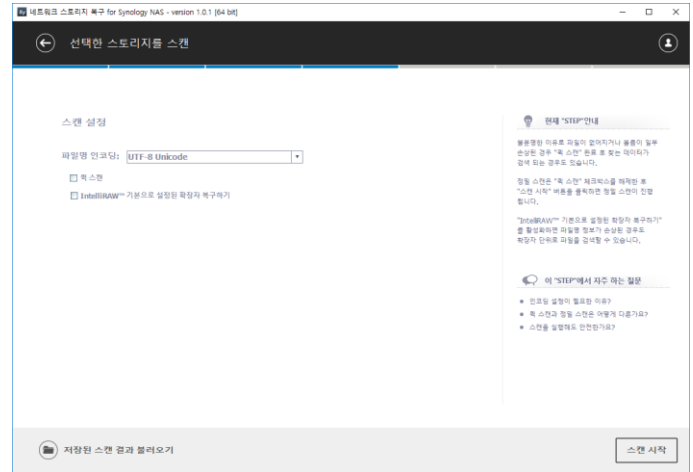 네트워크 스토리지 복구 for Synology NAS - version 1.0.1 [64 bit]
선택한 스토리지를 스캔
스캔 설정
파일명 인코딩: UTF-8 Unicode
퀵 스캔
IntelliRAW™ 기본으로 설정된 확장자 복구하기
현재 "STEP"안내
불분명한 이유로 파일이 없어지거나 볼륨이 일부
손상된 경우 "퀵 스캔" 완료 후 찾는 데이터가
검색 되는 경우도 있습니다.
정밀 스캔은 "퀵 스캔" 체크박스를 해제한 후
"스캔 시작" 버튼을 클릭하면 정밀 스캔이 진행
됩니다.
"IntelliRAW™ 기본으로 설정된 확장자 복구하기"
를 활성화하면 파일명 정보가 손상된 경우도
확장자 단위로 파일을 검색할 수 있습니다.
이 "STEP"에서 자주 하는 질문
인코딩 설정이 필요한 이유?
퀵 스캔과 정밀 스캔은 어떻게 다른가요?
스캔을 실행해도 안전한가요?
저장된 스캔 결과 불러오기
스캔 시작